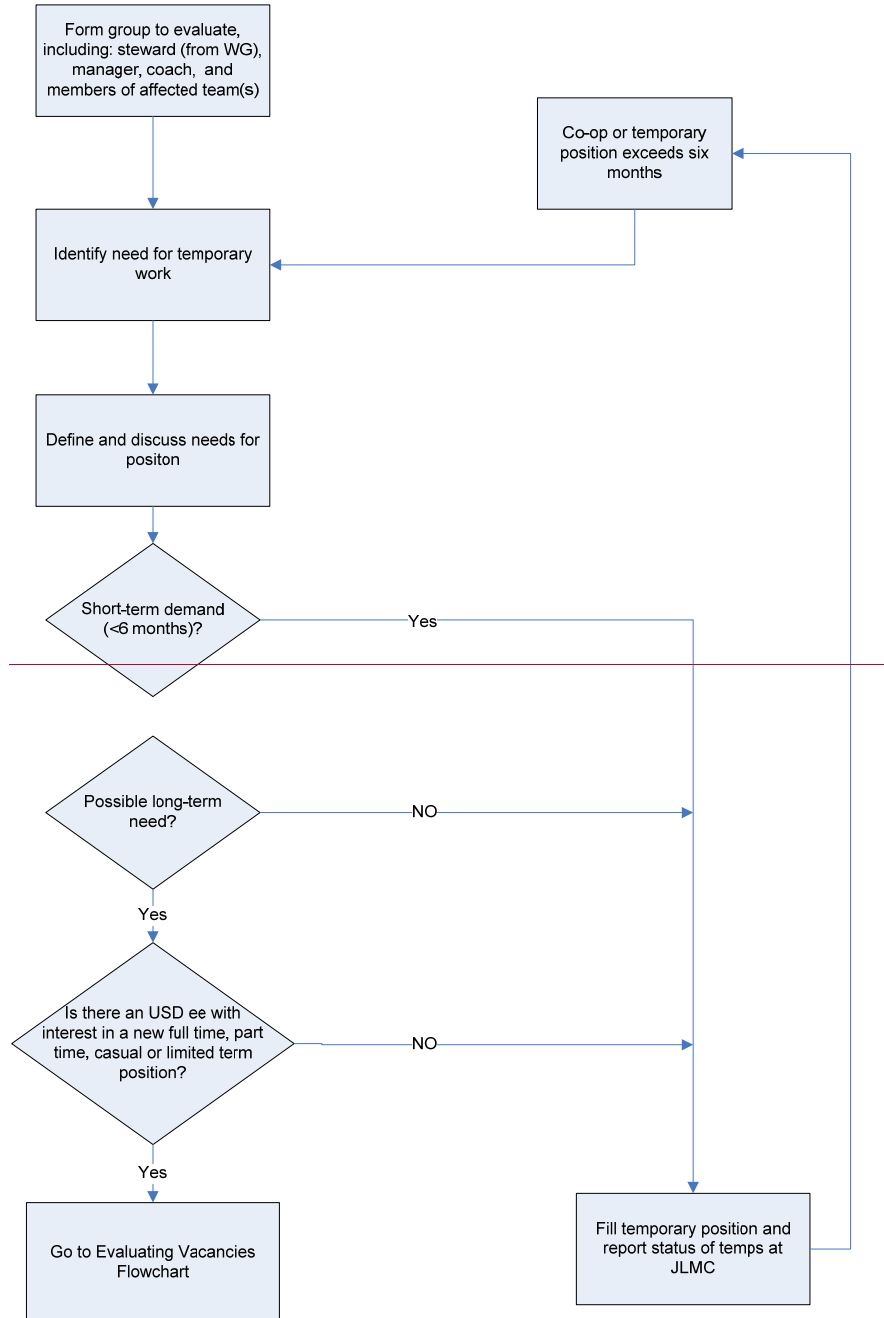 Form group to evaluate,
including: steward (from WG),
manager, coach,  and
members of affected team(s)
Co-op or temporary
position exceeds six
months
Identify need for temporary
work
Define and discuss needs for
positon
Short-term demand
(<6 months)?
Yes
Possible long-term
need?
NO
Yes
Is there an USD ee with
interest in a new full time, part
time, casual or limited term
position?
NO
Yes
Go to Evaluating Vacancies
Flowchart
Fill temporary position and
report status of temps at
JLMC